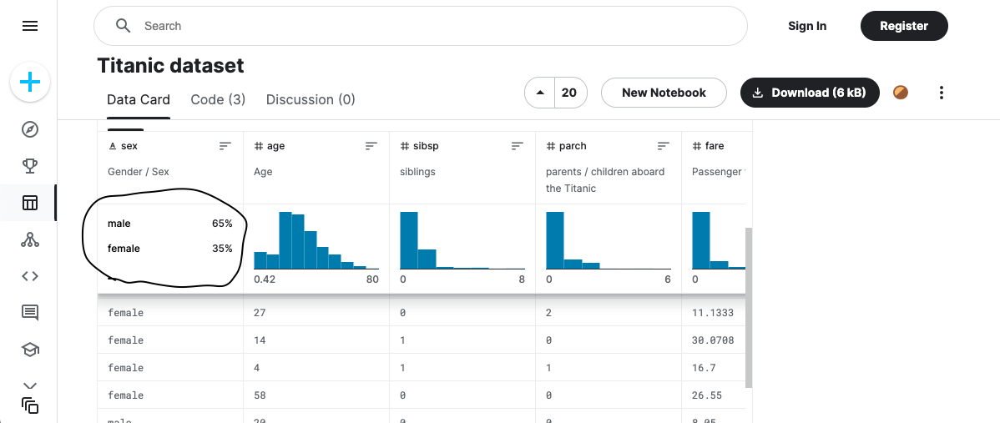 Search
Sign In
Register
Titanic dataset
Data Card
Code (3)
Discussion (0)
20
New Notebook
Download (6 kB)
sex
# age
# sibsp
# parch
# fare
Gender / Sex
Age
siblings
parents / children aboard
the Titanic
Passenger
male 65%
female 35%
0.42 80
0 8
0 6
0
female 27 0 2 11.1333
female 14 1 0 30.0708
female 4 1 1 16.7
female 58 0 0 26.55
male 20 0 0 8.05